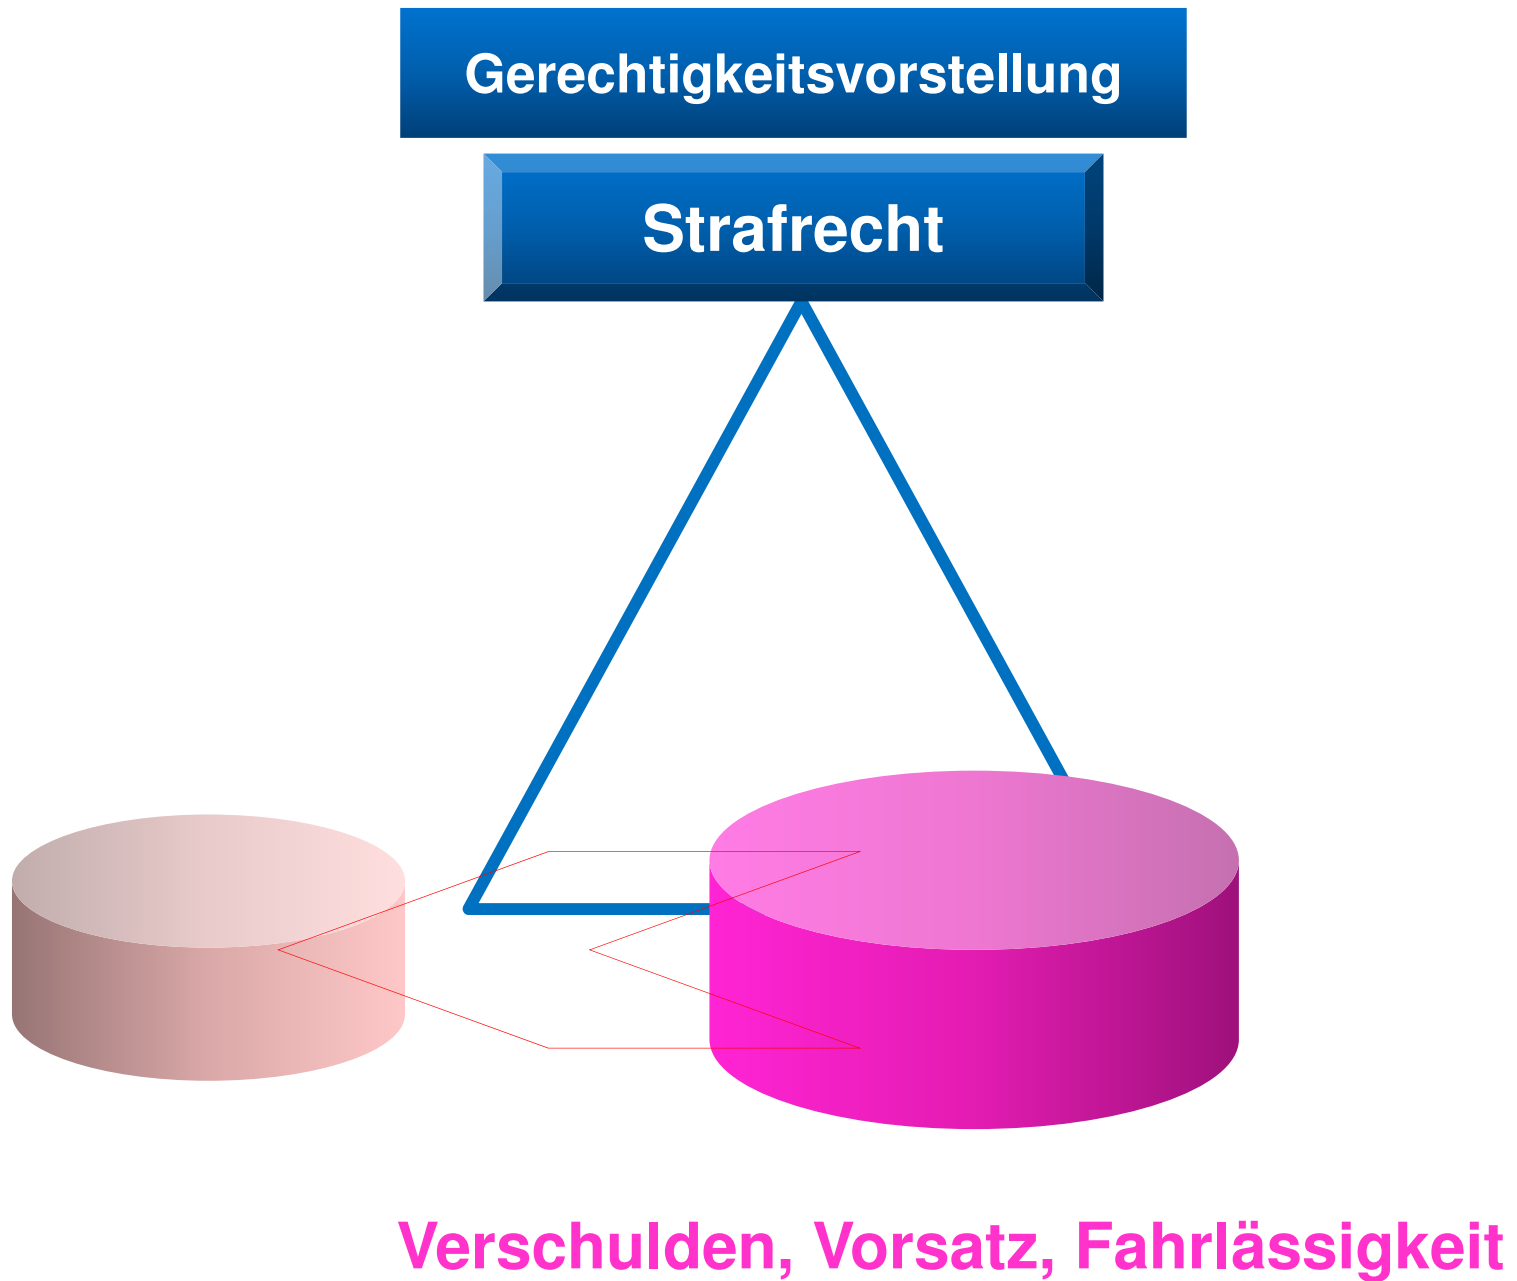 Gerechtigkeitsvorstellung
Strafrecht
Verschulden, Vorsatz, Fahrlässigkeit